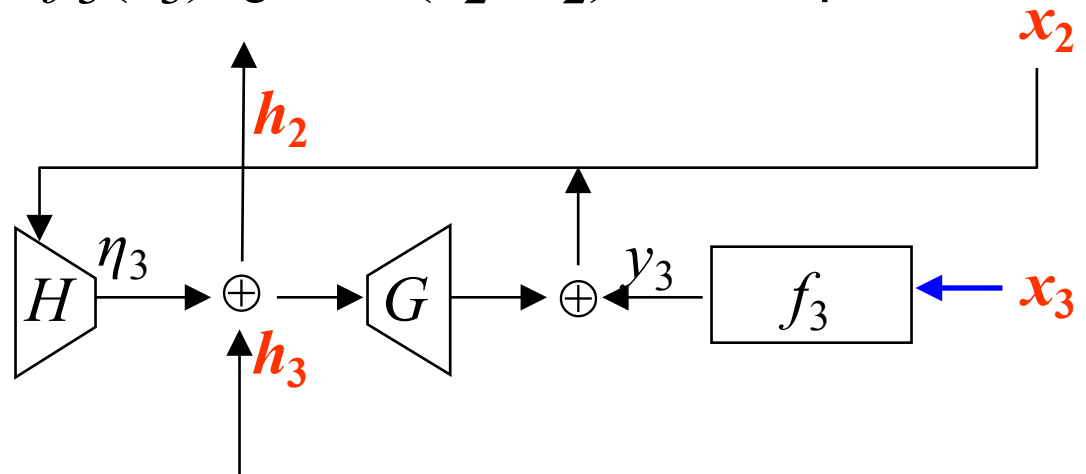 x₂
h₂
η₃
y₃
H
⊕
G
⊕
f₃
x₃
h₃